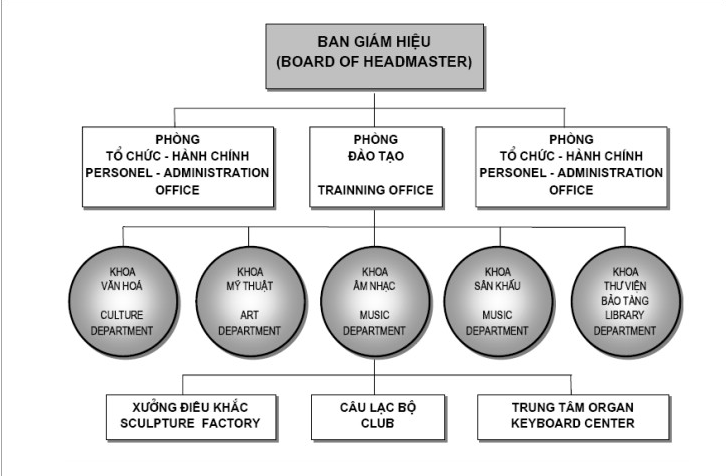 BAN GIÁM HIỆU
(BOARD OF HEADMASTER)
PHÒNG
TỔ CHỨC - HÀNH CHÍNH
PERSONEL - ADMINISTRATION
OFFICE
PHÒNG
ĐÀO TẠO
TRAINNING OFFICE
PHÒNG
TỔ CHỨC - HÀNH CHÍNH
PERSONEL - ADMINISTRATION
OFFICE
KHOA
VĂN HOÁ
CULTURE
DEPARTMENT
KHOA
MỸ THUẬT
ART
DEPARTMENT
KHOA
ÂM NHẠC
MUSIC
DEPARTMENT
KHOA
SÂN KHẤU
MUSIC
DEPARTMENT
KHOA
THƯ VIỆN
BẢO TÀNG
LIBRARY
DEPARTMENT
XƯỞNG ĐIÊU KHẮC
SCULPTURE FACTORY
CÂU LẠC BỘ
CLUB
TRUNG TÂM ORGAN
KEYBOARD CENTER